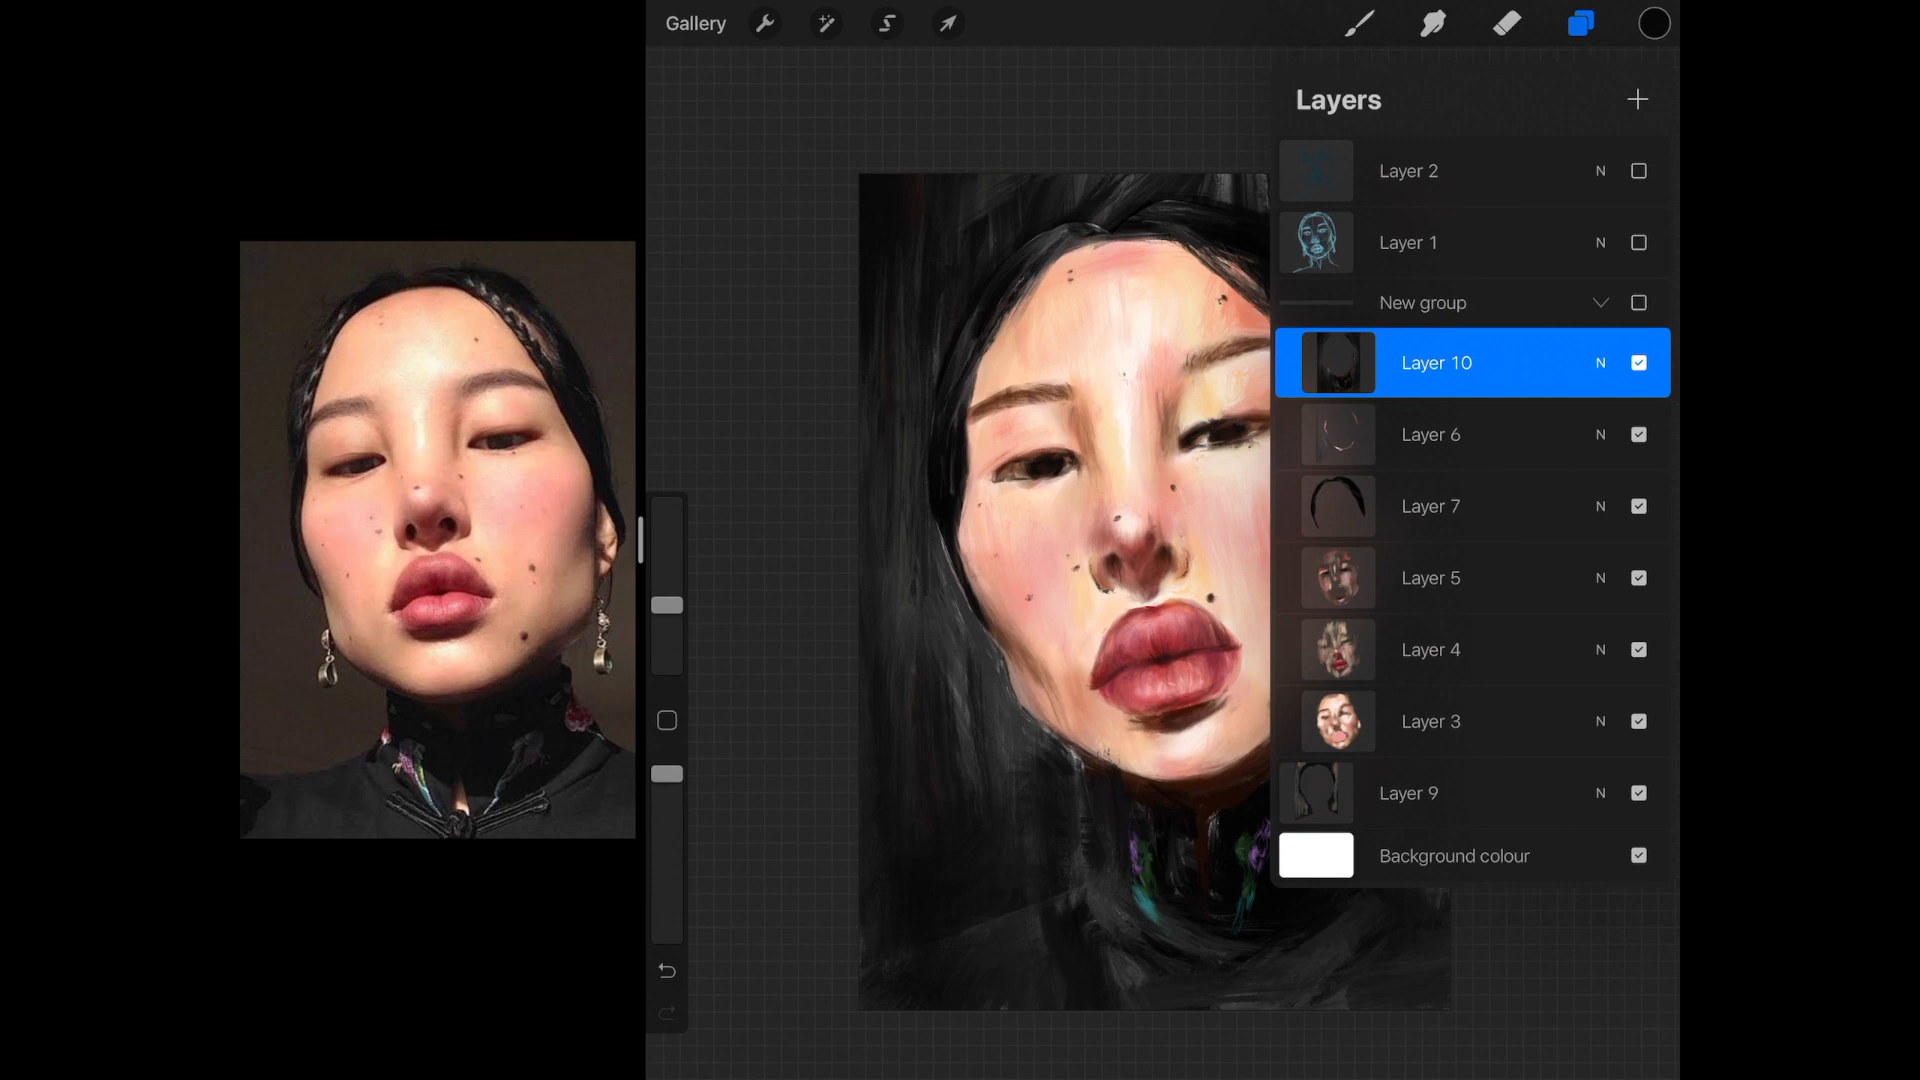 Gallery
Layers
Layer 2 N
Layer 1 N
New group
Layer 10 N
Layer 6 N
Layer 7 N
Layer 5 N
Layer 4 N
Layer 3 N
Layer 9 N
Background colour